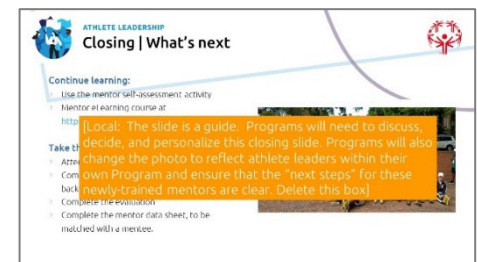 ATHLETE LEADERSHIP
Closing | What's next
Continue learning:
Use the mentor self-assessment activity
Mentor eLearning course at
http
[Local: The slide is a guide. Programs will need to discuss,
decide, and personalize this closing slide. Programs will also
change the photo to reflect athlete leaders within their
own Program and ensure that the "next steps" for these
newly-trained mentors are clear. Delete this box]
Take th
Com
back
Complete the evaluation
Complete the mentor data sheet, to be
matched with a mentee.